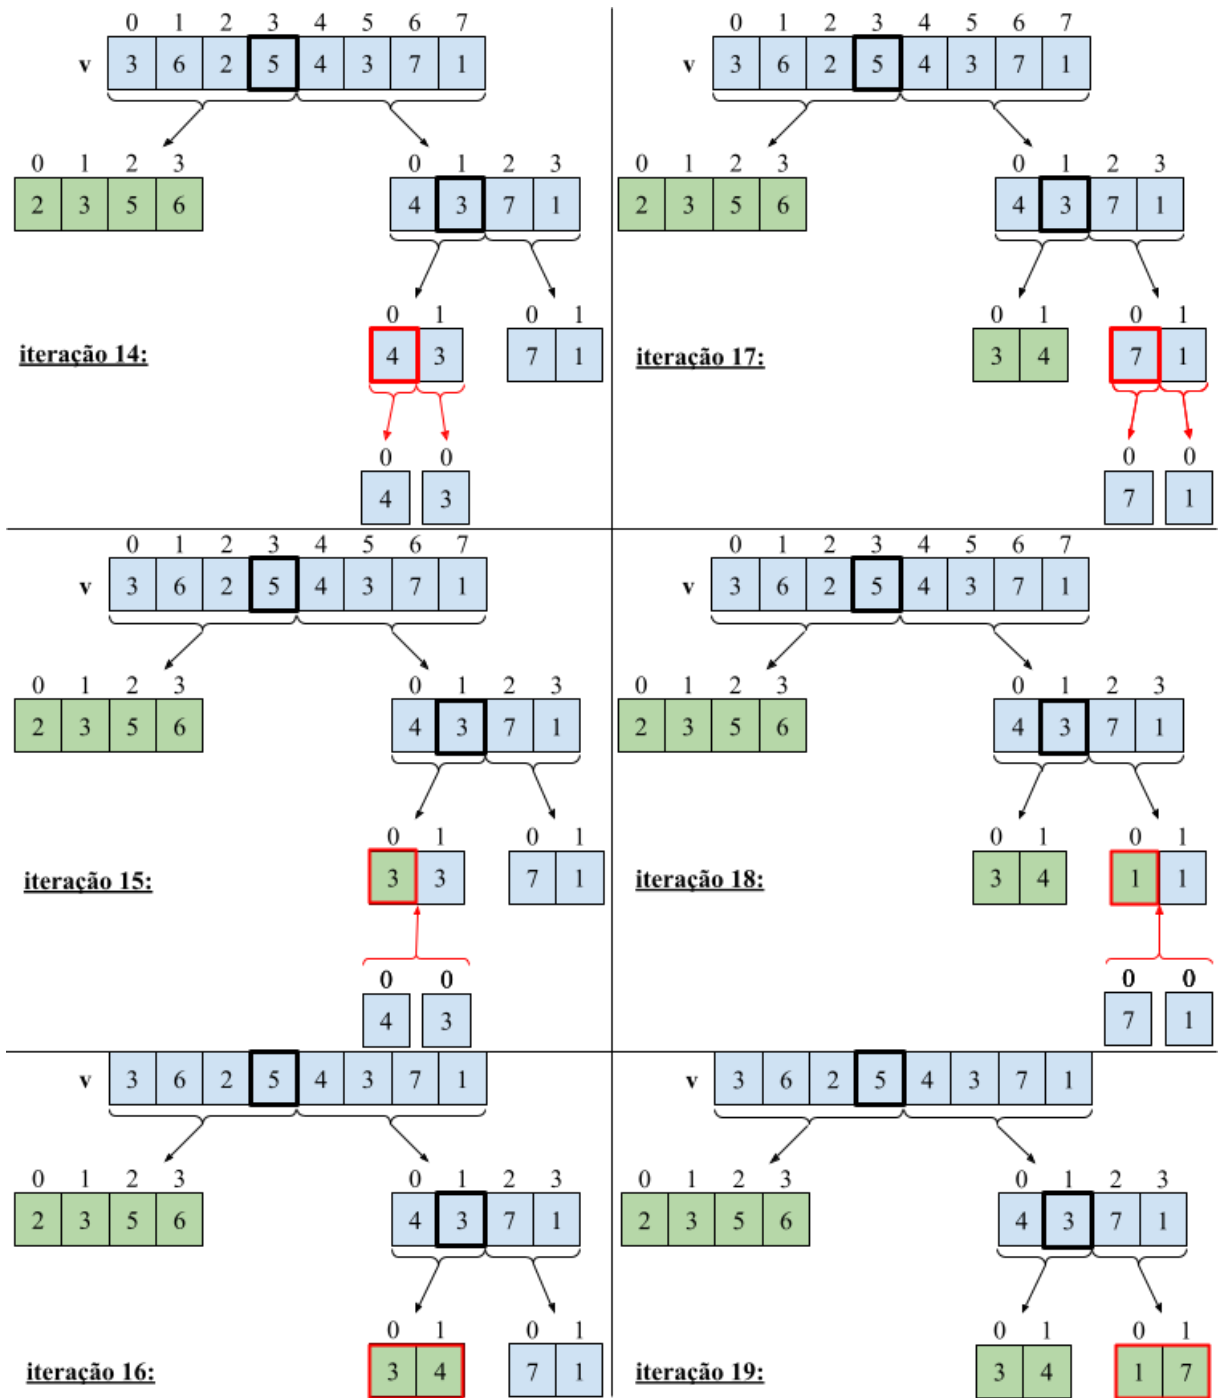 0 1 2 3 4 5 6 7
v 3 6 2 5 4 3 7 1
0 1 2 3
0 1 2 3
2 3 5 6
4 3 7 1
0 1 0 1
iteração 14: 4 3 7 1
0 0
4 3
0 1 2 3 4 5 6 7
v 3 6 2 5 4 3 7 1
0 1 2 3
0 1 2 3
2 3 5 6
4 3 7 1
0 1 0 1
iteração 17: 3 4 7 1
0 0
7 1
0 1 2 3 4 5 6 7
v 3 6 2 5 4 3 7 1
0 1 2 3 0 1 2 3
2 3 5 6 4 3 7 1
0 1 0 1
iteração 15: 3 3 7 1
0 0
4 3
0 1 2 3 4 5 6 7
v 3 6 2 5 4 3 7 1
0 1 2 3 0 1 2 3
2 3 5 6 4 3 7 1
0 1 0 1
iteração 18: 3 4 1 1
0 0
7 1
v 3 6 2 5 4 3 7 1
0 1 2 3 0 1 2 3
2 3 5 6 4 3 7 1
0 1 0 1
iteração 16: 3 4 7 1
v 3 6 2 5 4 3 7 1
0 1 2 3 0 1 2 3
2 3 5 6 4 3 7 1
0 1 0 1
iteração 19: 3 4 1 7